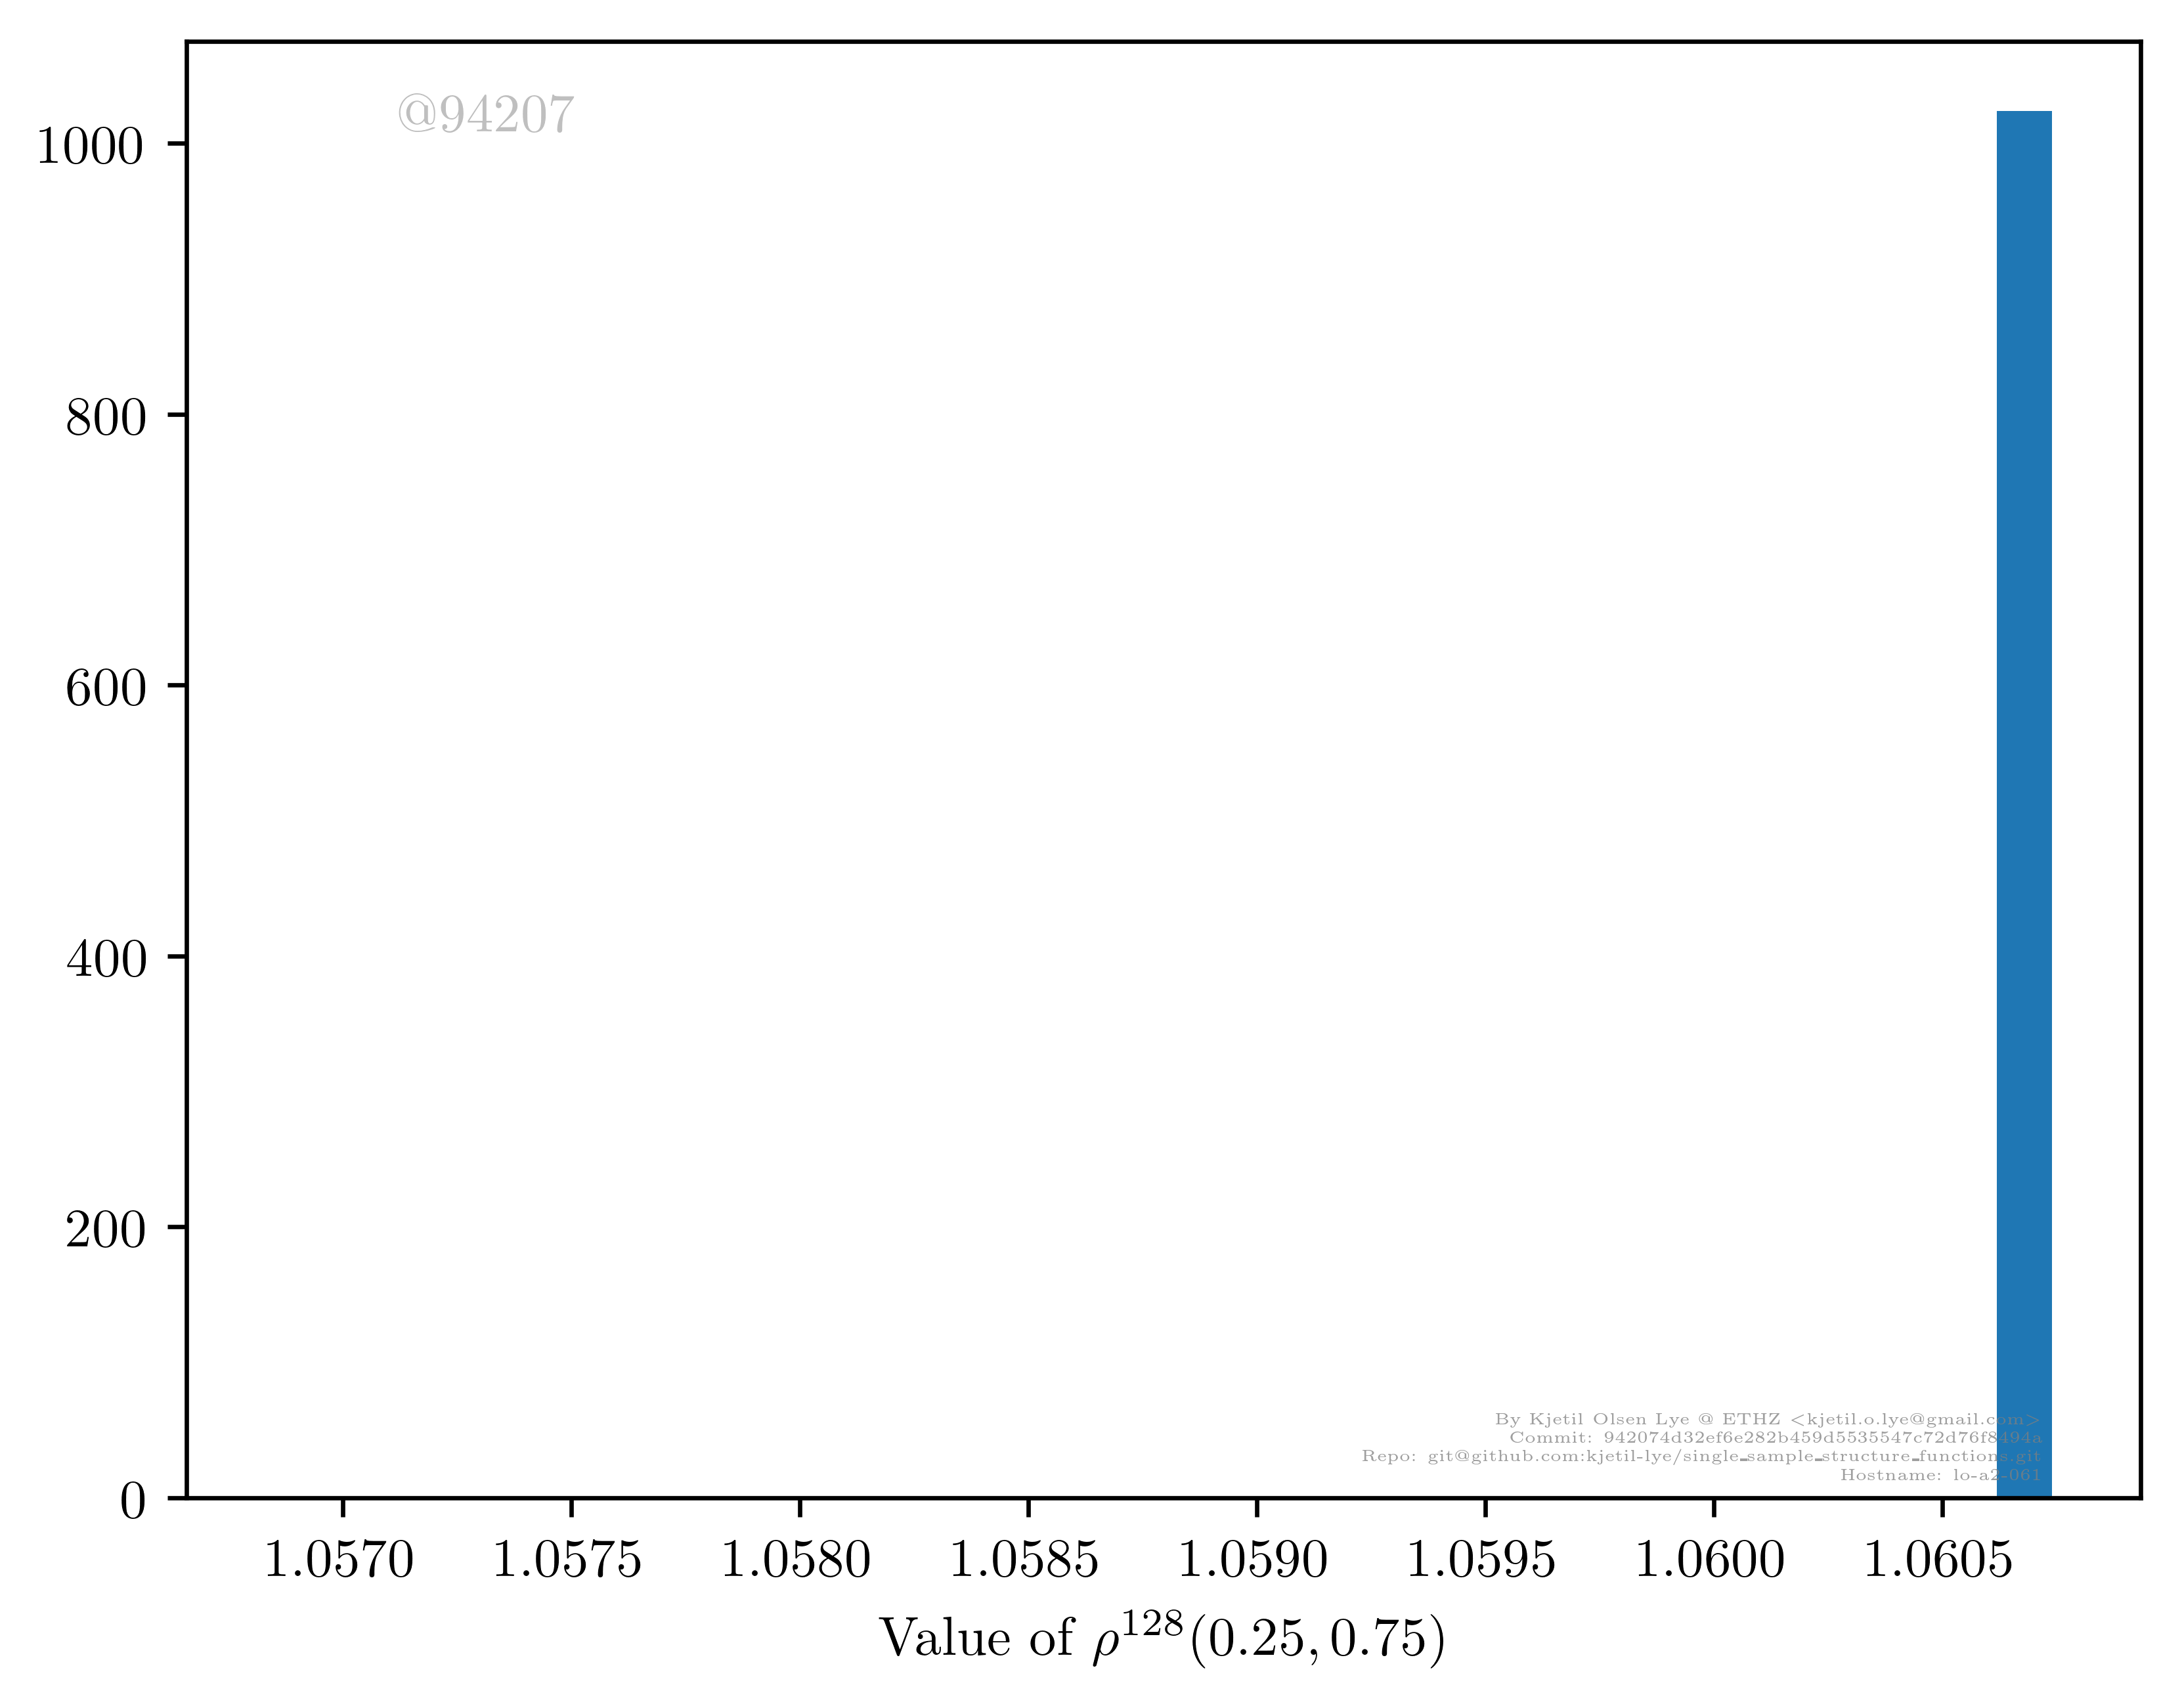 @94207
1000
800
600
400
200
0
By Kjetil Olsen Lye @ ETHZ <kjetil.o.lye@gmail.com>
Commit: 942074d32ef6e282b459d5535547c72d76f8494a
Repo: git@github.com:kjetil-lye/single_sample_structure_functions.git
Hostname: lo-a2-061
1.0570 1.0575 1.0580 1.0585 1.0590 1.0595 1.0600 1.0605
Value of ρ¹²⁸(0.25, 0.75)